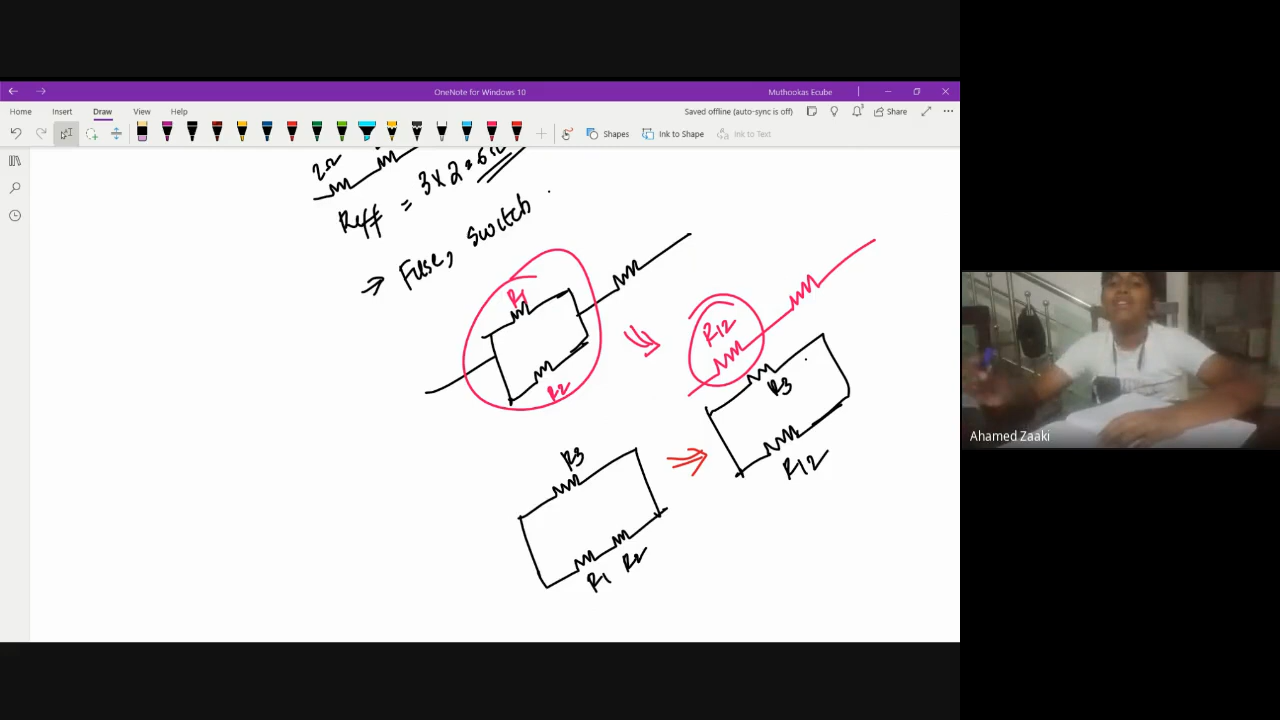 OneNote for Windows 10
Muthookas Ecube
Home Insert Draw View Help
Saved offline (auto-sync is off)
Share
Shapes
Ink to Shape
Ink to Text
2Ω
Reff = 3 x 2 = 6Ω
⇒ Fuse, Switch
R1
R2
R12
R3
R12
R3
R1 R2
Ahamed Zaaki